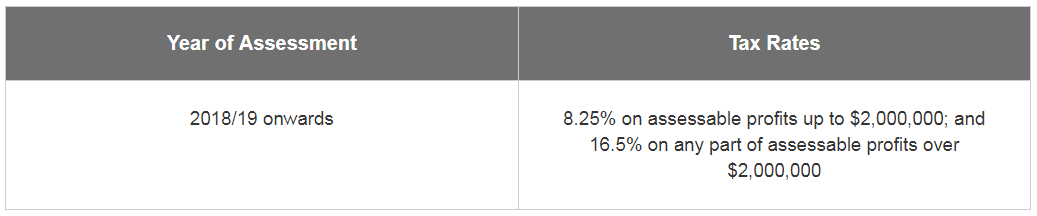 Year of Assessment
Tax Rates
2018/19 onwards
8.25% on assessable profits up to $2,000,000; and
16.5% on any part of assessable profits over
$2,000,000